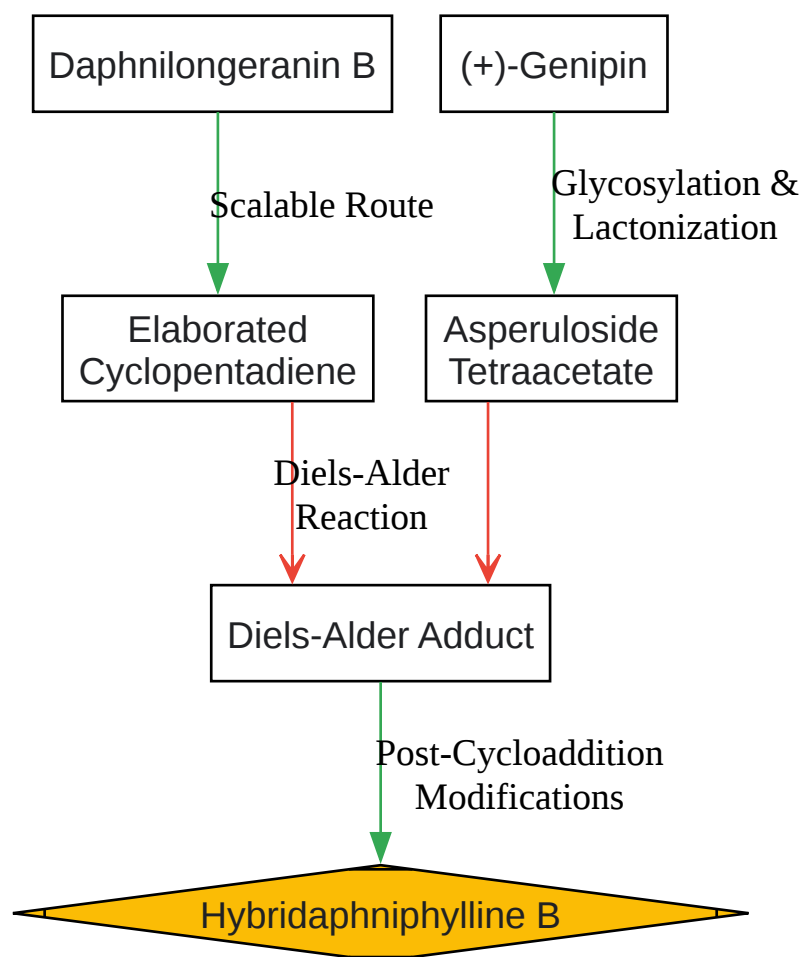 Daphnilongeranin B
(+)-Genipin
Scalable Route
Glycosylation &
Lactonization
Elaborated
Cyclopentadiene
Asperuloside
Tetraacetate
Diels-Alder
Reaction
Diels-Alder Adduct
Post-Cycloaddition
Modifications
Hybridaphniphylline B